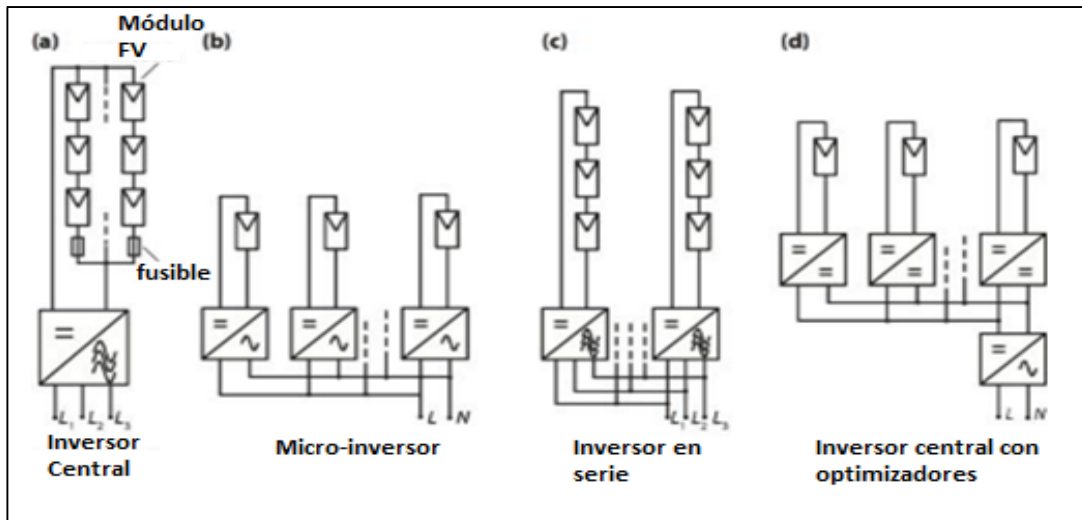 (a)
Módulo
FV
(b)
(c)
(d)
fusible
L₁ L₂ L₃
L N
L₁ L₂ L₃
L N
Inversor
Central
Micro-inversor
Inversor en
serie
Inversor central con
optimizadores